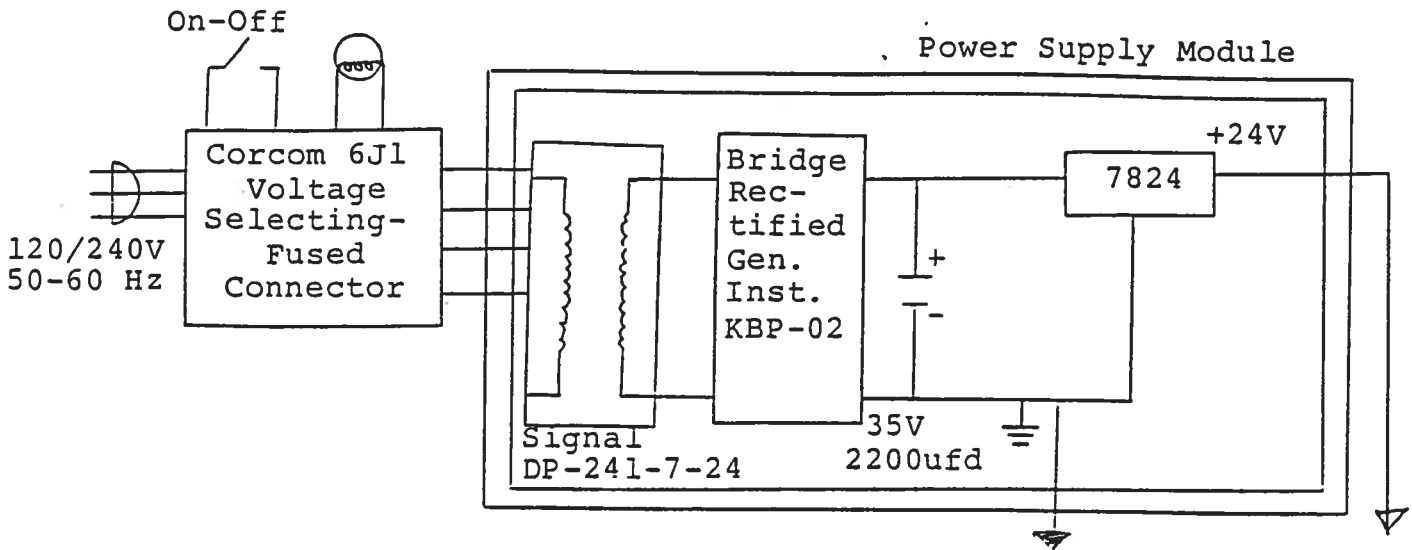 On-Off
Power Supply Module
Corcom 6J1
Voltage
Selecting-
Fused
Connector
120/240V
50-60 Hz
Bridge
Rec-
tified
Gen.
Inst.
KBP-02
+24V
7824
+
-
35V
2200ufd
Signal
DP-241-7-24